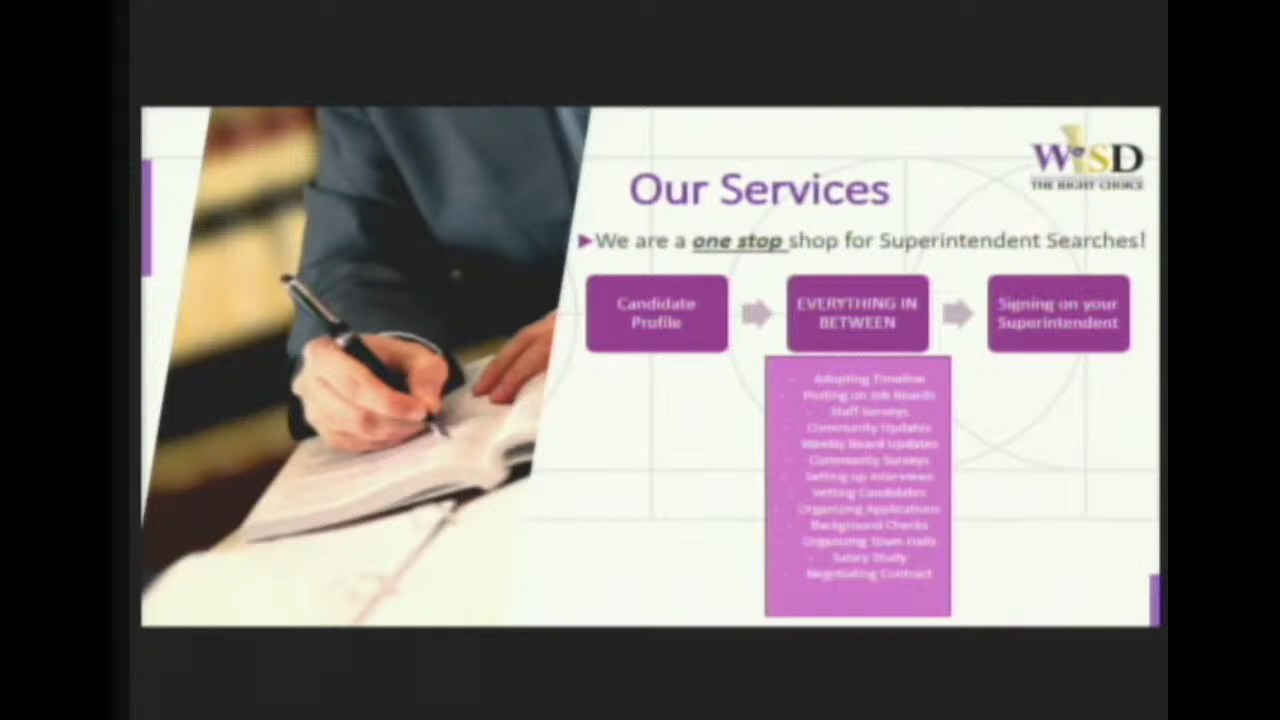 WiSD
THE RIGHT CHOICE
Our Services
We are a one stop shop for Superintendent Searches!
Candidate
Profile
EVERYTHING IN
BETWEEN
Signing on your
Superintendent
- Adopting Timeline
- Posting on Job Boards
- Staff Surveys
- Community Updates
- Weekly Board Updates
- Community Surveys
- Setting up Interviews
- Vetting Candidates
- Organizing Applications
- Background Checks
- Organizing Town Halls
- Salary Study
- Negotiating Contract